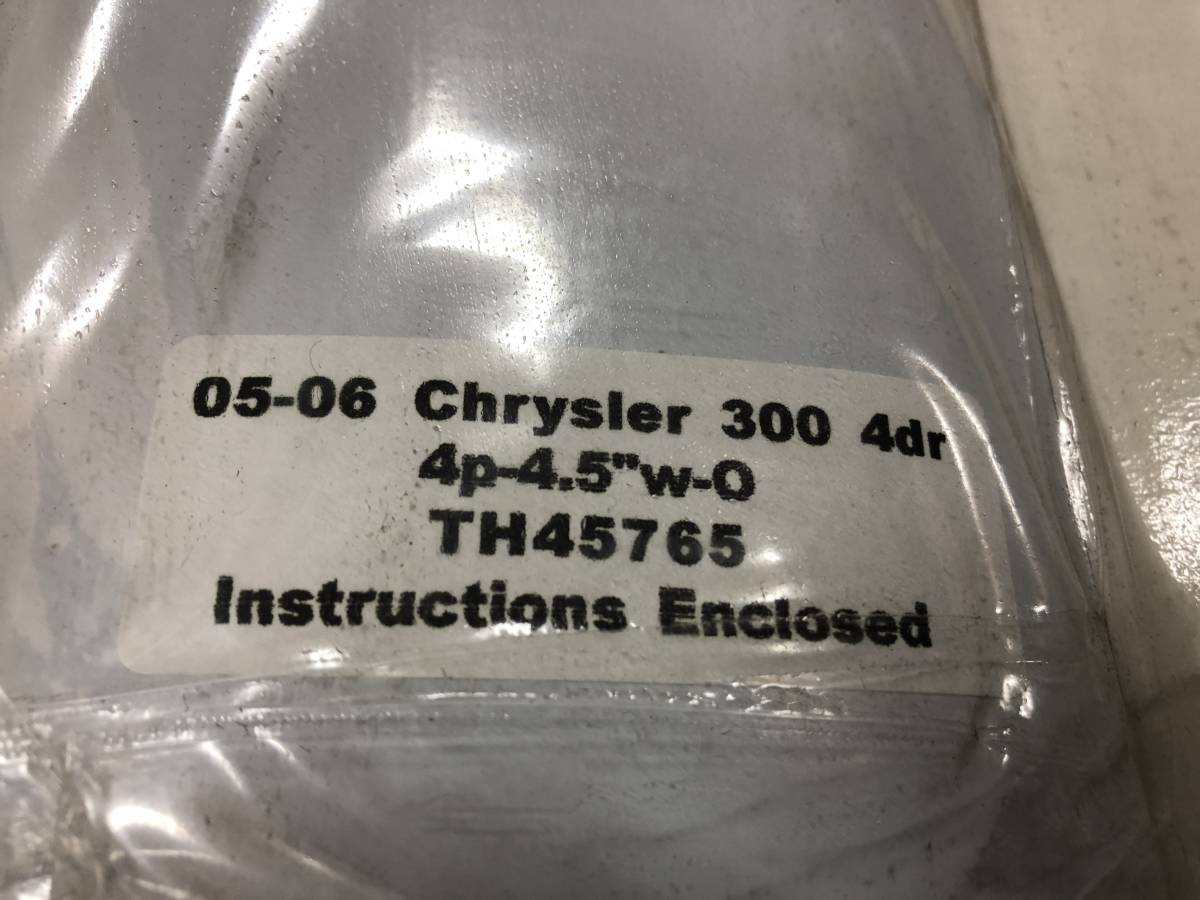 05-06 Chrysler 300 4dr
4p-4.5"w-O
TH45765
Instructions Enclosed